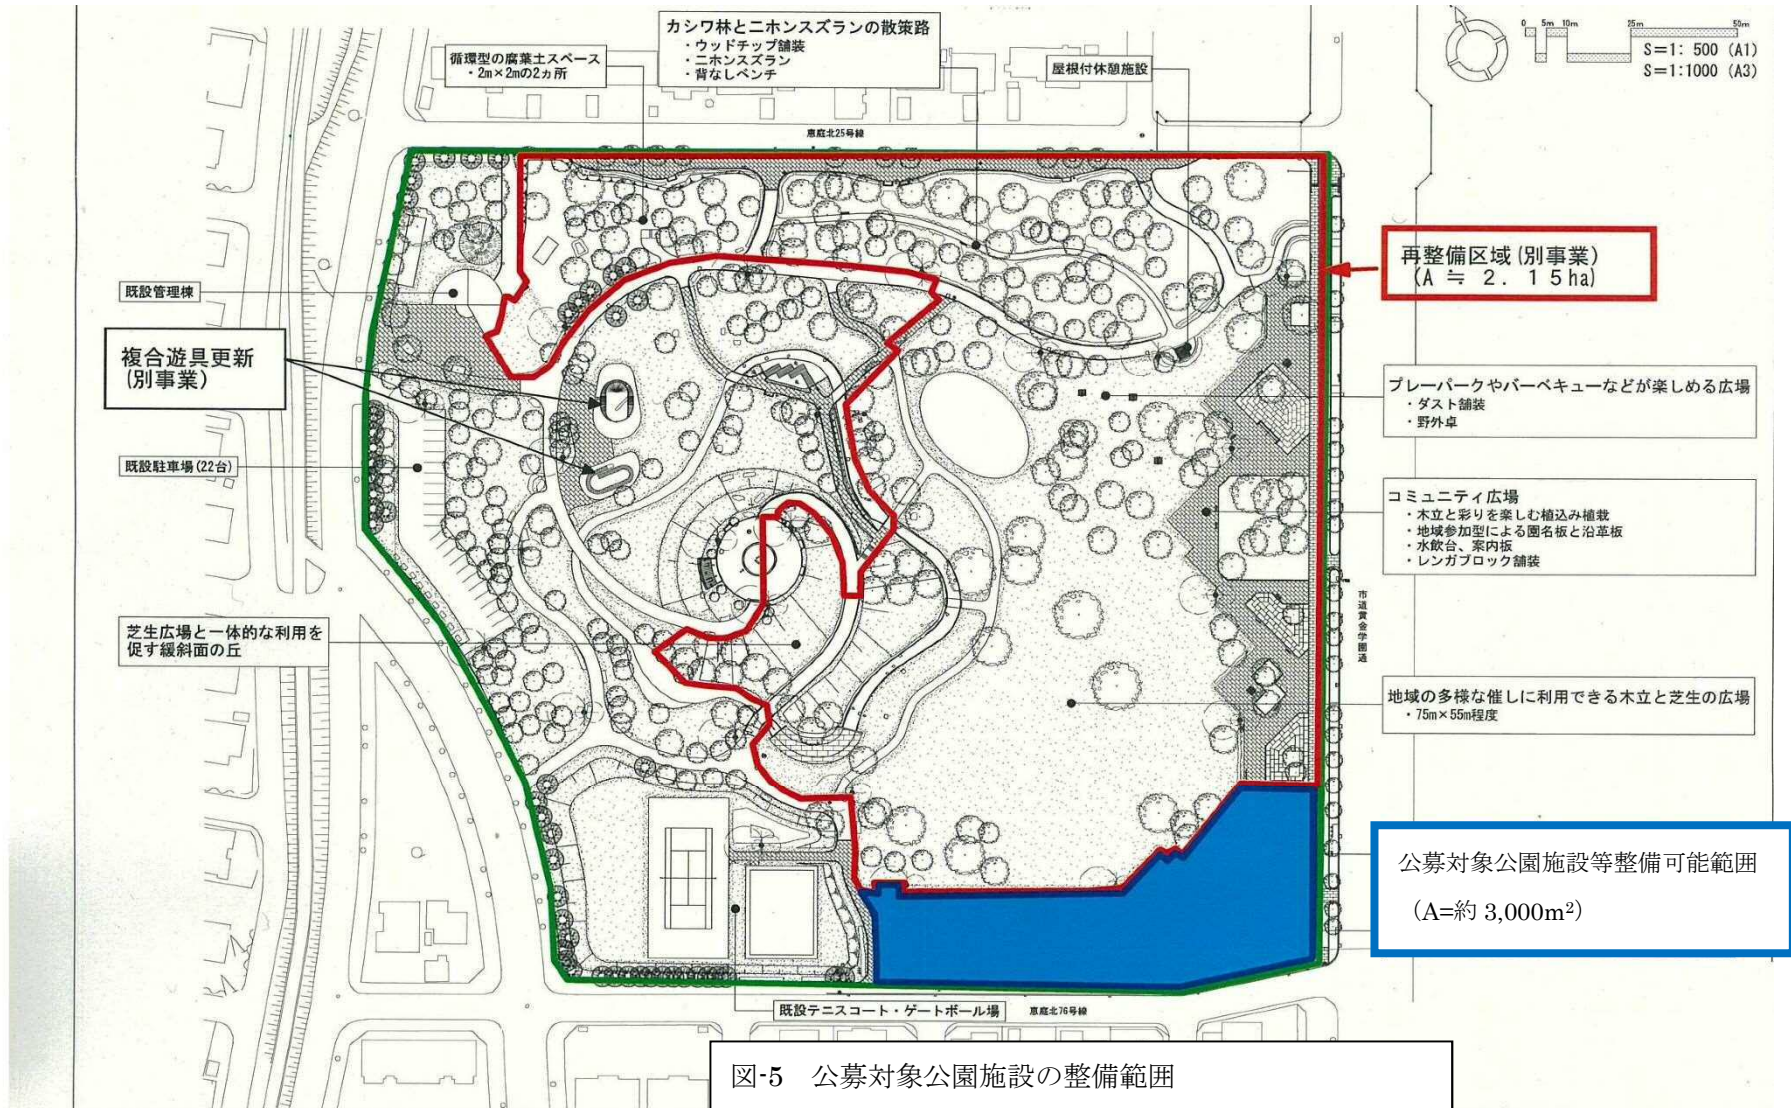 カシワ林とニホンスズランの散策路
・ウッドチップ舗装
・ニホンスズラン
・背なしベンチ
循環型の腐葉土スペース
・2m×2mの2ヵ所
屋根付休憩施設
0 5m 10m 25m 50m
S=1:500 (A1)
S=1:1000 (A3)
恵庭北25号線
再整備区域(別事業)
(A ≒ 2.15ha)
既設管理棟
複合遊具更新
(別事業)
プレーパークやバーベキューなどが楽しめる広場
・ダスト舗装
・野外卓
既設駐車場(22台)
コミュニティ広場
・木立と彩りを楽しむ植込み植栽
・地域参加型による園名板と沿革板
・水飲台、案内板
・レンガブロック舗装
市道黄金学園通
芝生広場と一体的な利用を
促す緩斜面の丘
地域の多様な催しに利用できる木立と芝生の広場
・75m×55m程度
公募対象公園施設等整備可能範囲
(A=約 3,000m²)
既設テニスコート・ゲートボール場
恵庭北76号線
図-5 公募対象公園施設の整備範囲